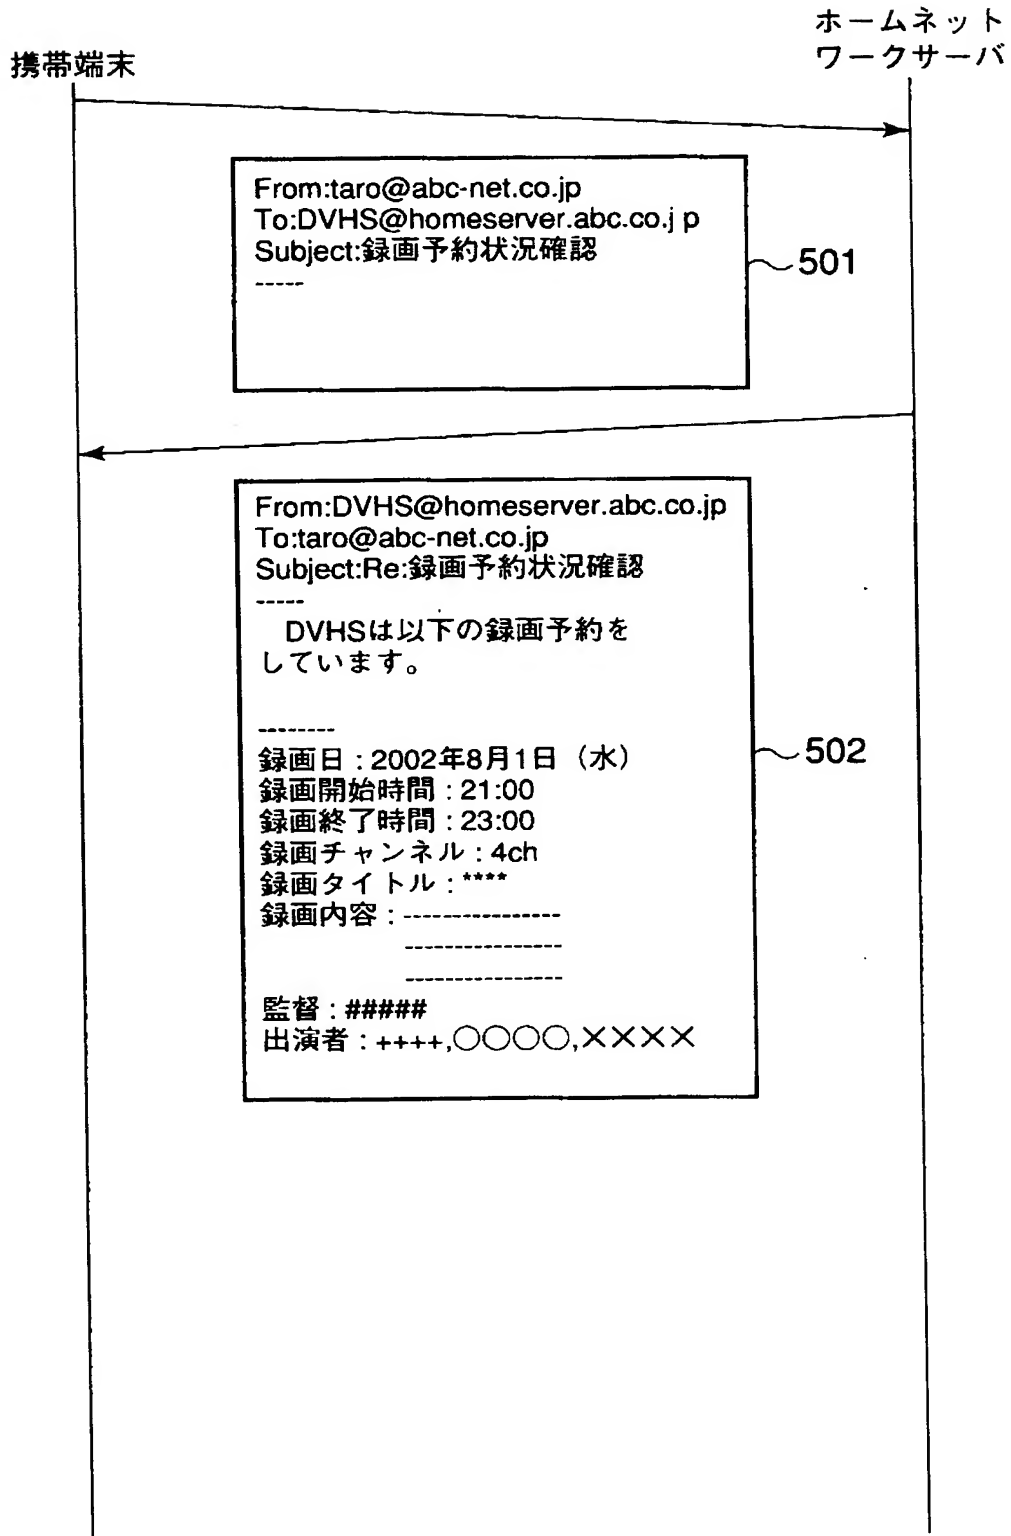 ホームネット
ワークサーバ
携帯端末
From:taro@abc-net.co.jp
To:DVHS@homeserver.abc.co.j p
Subject:録画予約状況確認
-----
501
From:DVHS@homeserver.abc.co.jp
To:taro@abc-net.co.jp
Subject:Re:録画予約状況確認
-----
DVHSは以下の録画予約を
しています。
--------
録画日：2002年8月1日（水）
録画開始時間：21:00
録画終了時間：23:00
録画チャンネル：4ch
録画タイトル：****
録画内容：----------------
----------------
----------------
監督：#####
出演者：++++,○○○○,××××
502